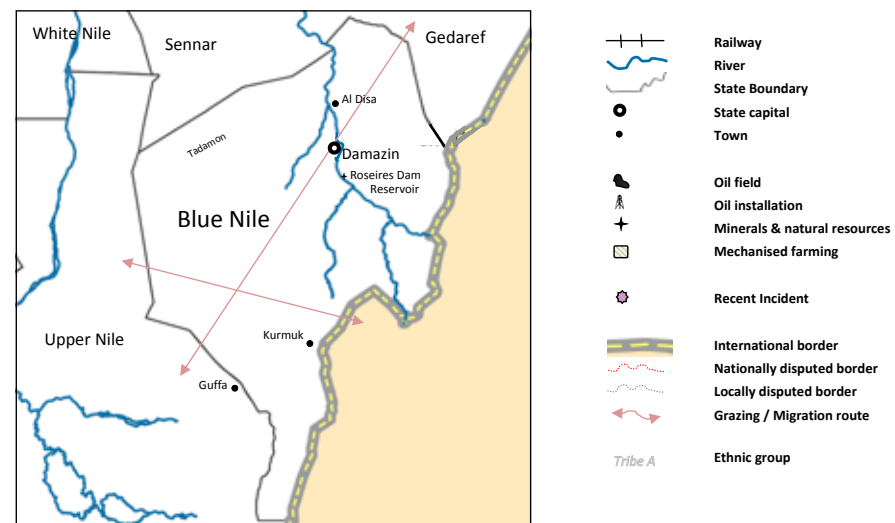 White Nile
Sennar
Gedaref
Al Disa
Tadamon
Damazin
Roseires Dam
Reservoir
Blue Nile
Upper Nile
Kurmuk
Guffa
Railway
River
State Boundary
State capital
Town
Oil field
Oil installation
Minerals & natural resources
Mechanised farming
Recent Incident
International border
Nationally disputed border
Locally disputed border
Grazing / Migration route
Tribe A
Ethnic group